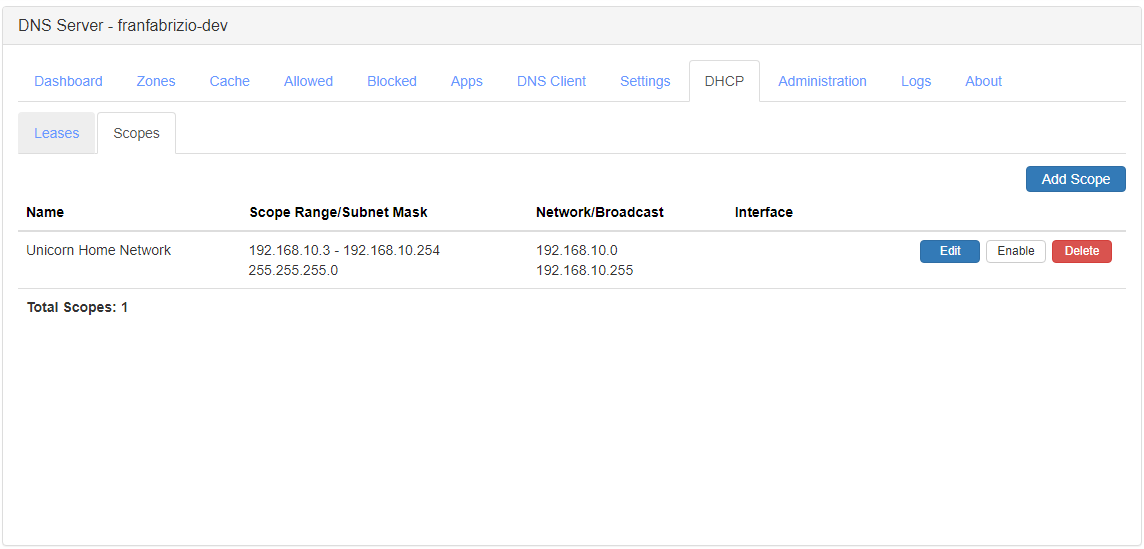 DNS Server - franfabrizio-dev
Dashboard Zones Cache Allowed Blocked Apps DNS Client Settings DHCP Administration Logs About
Leases Scopes
Add Scope
Name Scope Range/Subnet Mask Network/Broadcast Interface
Unicorn Home Network 192.168.10.3 - 192.168.10.254 192.168.10.0 Edit Enable Delete
255.255.255.0 192.168.10.255
Total Scopes: 1